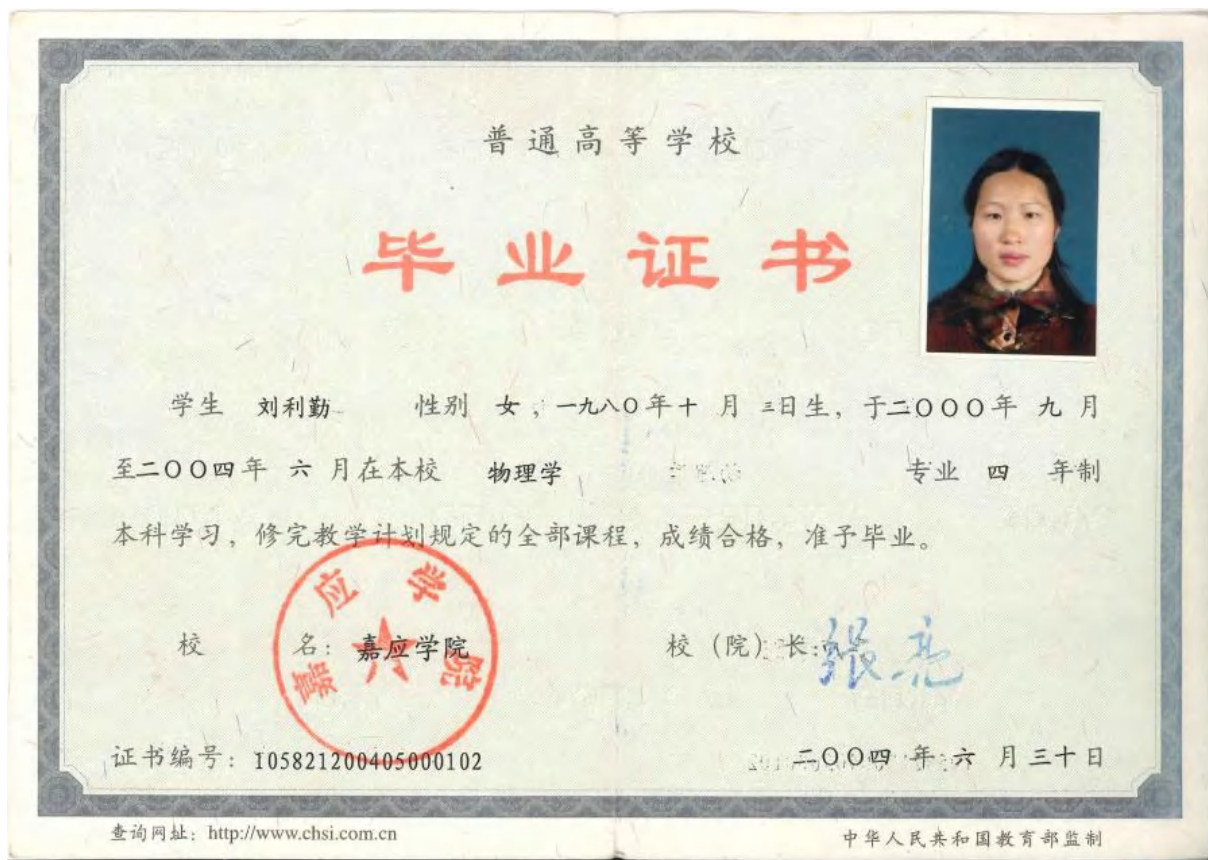 普通高等学校
毕业证书
学生 刘利勤 性别 女，一九八〇年十月三日生，于二〇〇〇年九月
至二〇〇四年六月在本校 物理学 专业 四 年制
本科学习，修完教学计划规定的全部课程，成绩合格，准予毕业。
嘉应学院
校 名：嘉应学院 校（院）长：张亮
证书编号：105821200405000102 二〇〇四年六月三十日
查询网址：http://www.chsi.com.cn 中华人民共和国教育部监制